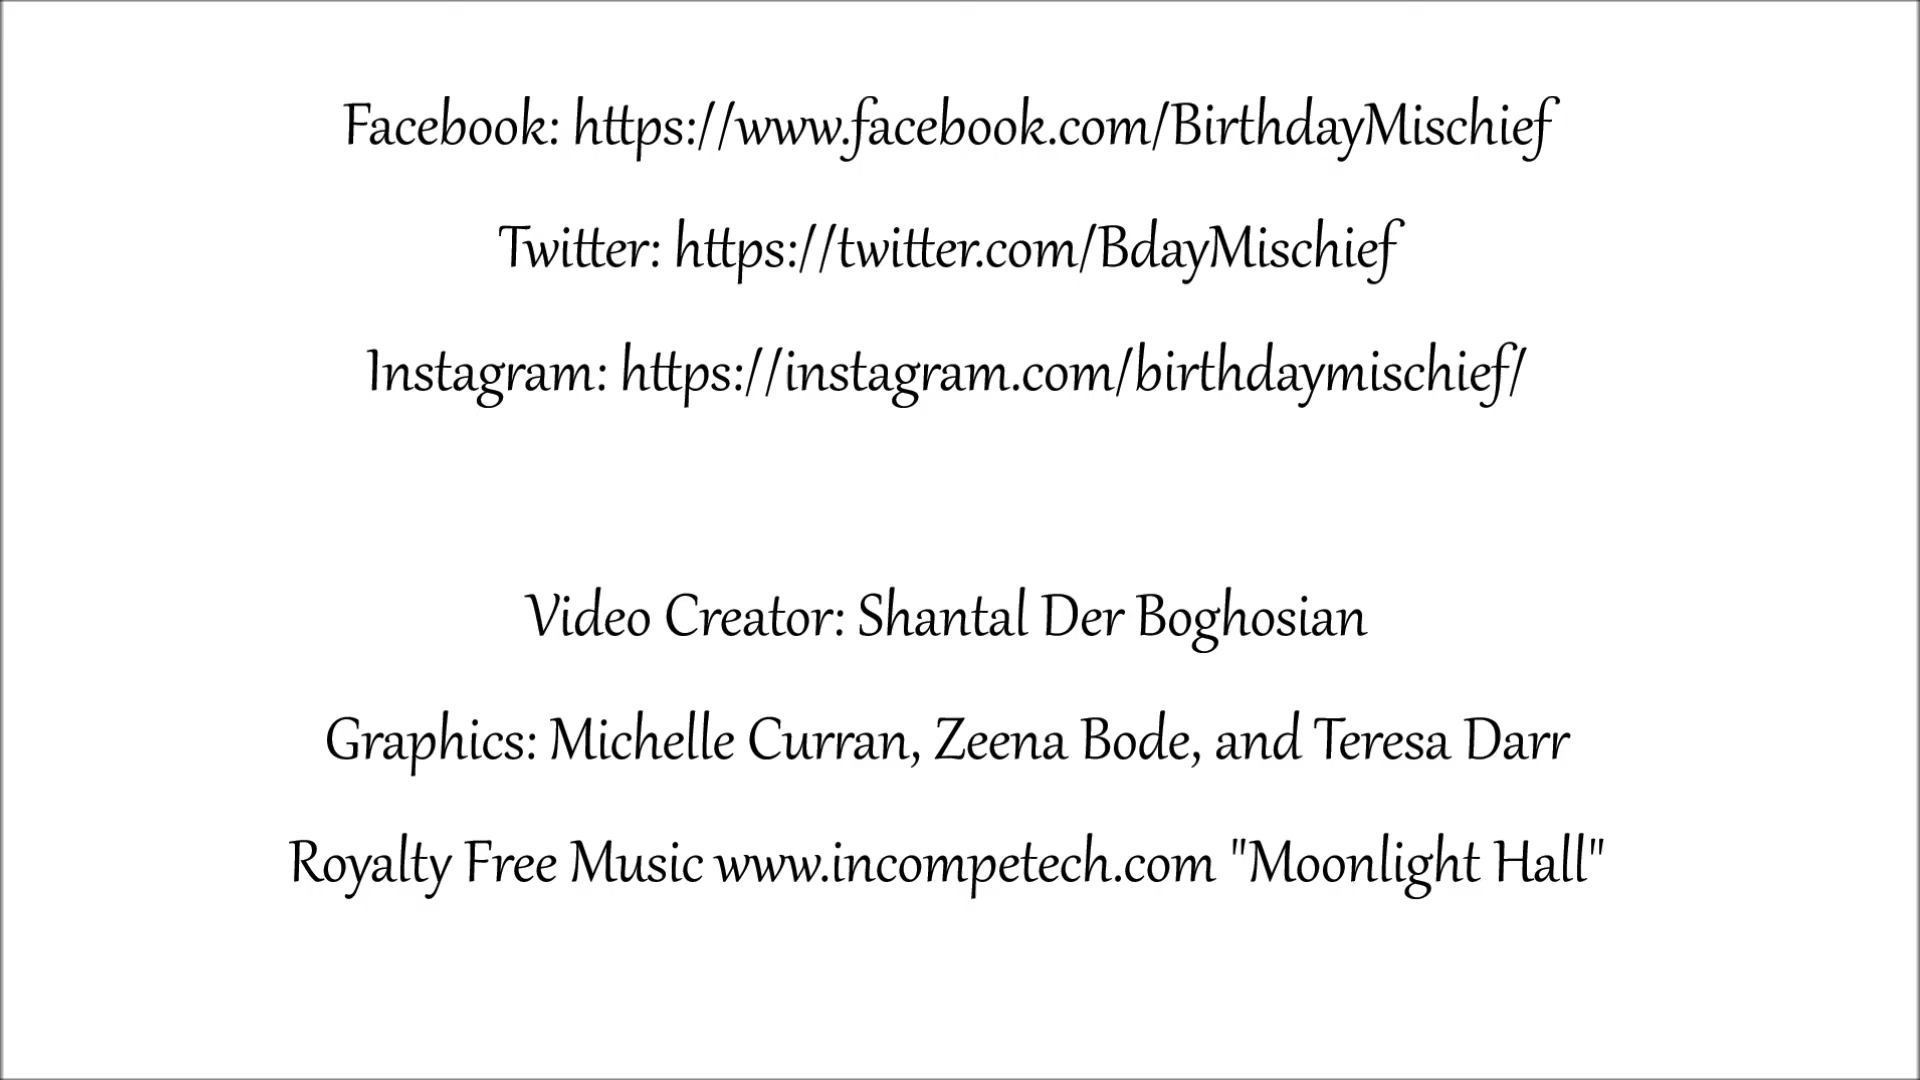 Facebook: https://www.facebook.com/BirthdayMischief
Twitter: https://twitter.com/BdayMischief
Instagram: https://instagram.com/birthdaymischief/
Video Creator: Shantal Der Boghosian
Graphics: Michelle Curran, Zeena Bode, and Teresa Darr
Royalty Free Music www.incompetech.com "Moonlight Hall"